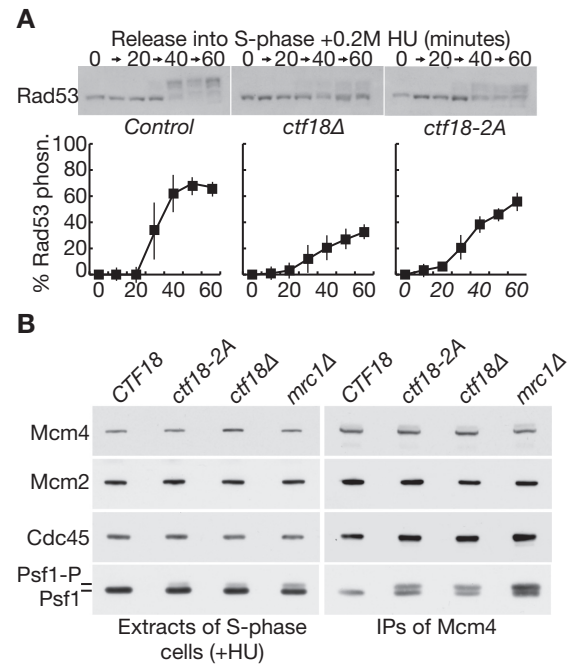 A
Release into S-phase +0.2M HU (minutes)
0 → 20 → 40 → 60 0 → 20 → 40 → 60 0 → 20 → 40 → 60
Rad53
Control ctf18Δ ctf18-2A
% Rad53 phosn.
100
80
60
40
20
0
0 20 40 60 0 20 40 60 0 20 40 60
B
CTF18 ctf18-2A ctf18Δ mrc1Δ CTF18 ctf18-2A ctf18Δ mrc1Δ
Mcm4
Mcm2
Cdc45
Psf1-P
Psf1
Extracts of S-phase
cells (+HU)
IPs of Mcm4